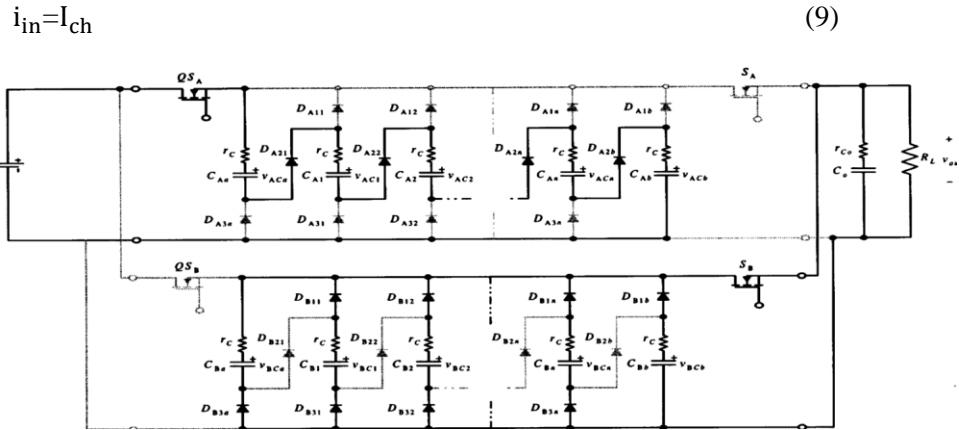 i_in=I_ch (9)
QS_A S_A
D_A11 D_A12 D_A1n D_A1b
D_A21 r_C D_A22 r_C r_C D_A2n r_C D_A2b r_C
C_Aa v_ACa C_A1 v_AC1 C_A2 v_AC2 C_An v_ACn C_Ab v_ACb
r_Co C_o R_L + v_o
−
D_A3a D_A31 D_A32 D_A3n
QS_B S_B
D_B11 D_B12 D_B1n D_B1b
r_C D_B21 r_C D_B22 r_C D_B2n r_C D_B2b r_C
C_Ba v_BCa C_B1 v_BC1 C_B2 v_BC2 C_Bn v_BCn C_Bb v_BCb
D_B3a D_B31 D_B32 D_B3n